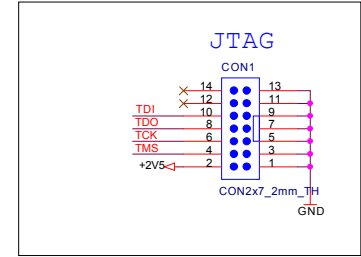 JTAG
CON1
14 13
12 11
TDI 10 9
TDO 8 7
TCK 6 5
TMS 4 3
+2V5 2 1
CON2x7_2mm_TH
GND